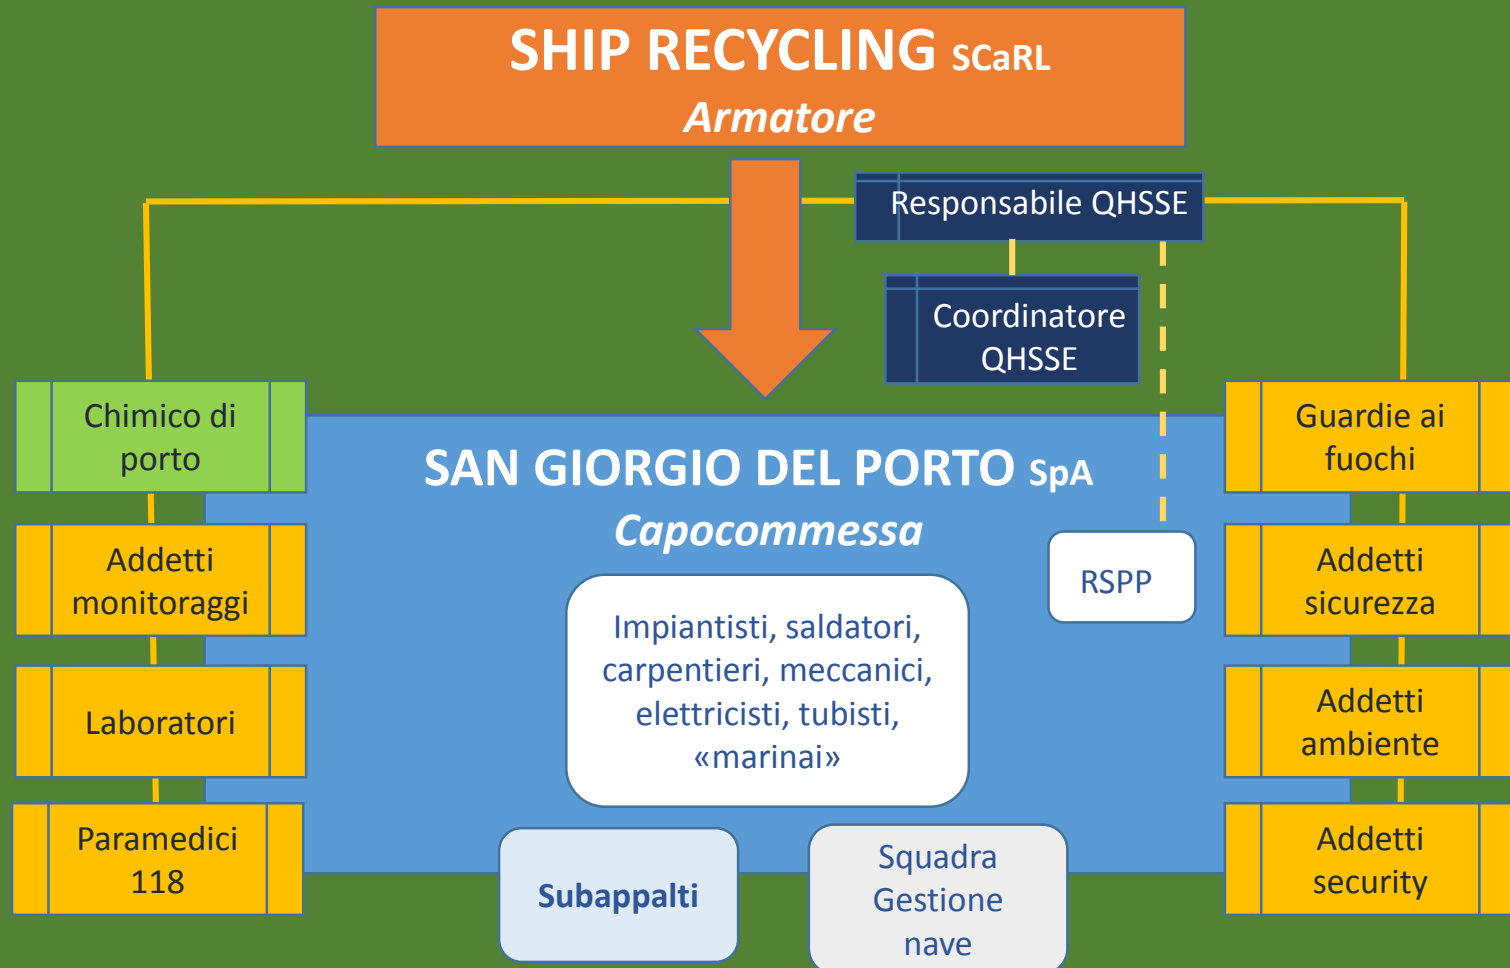 SHIP RECYCLING SCaRL
Armatore
Responsabile QHSSE
Coordinatore
QHSSE
Chimico di
porto
Addetti
monitoraggi
Laboratori
Paramedici
118
SAN GIORGIO DEL PORTO SpA
Capocommessa
RSPP
Impiantisti, saldatori,
carpentieri, meccanici,
elettricisti, tubisti,
«marinai»
Subappalti
Squadra
Gestione
nave
Guardie ai
fuochi
Addetti
sicurezza
Addetti
ambiente
Addetti
security